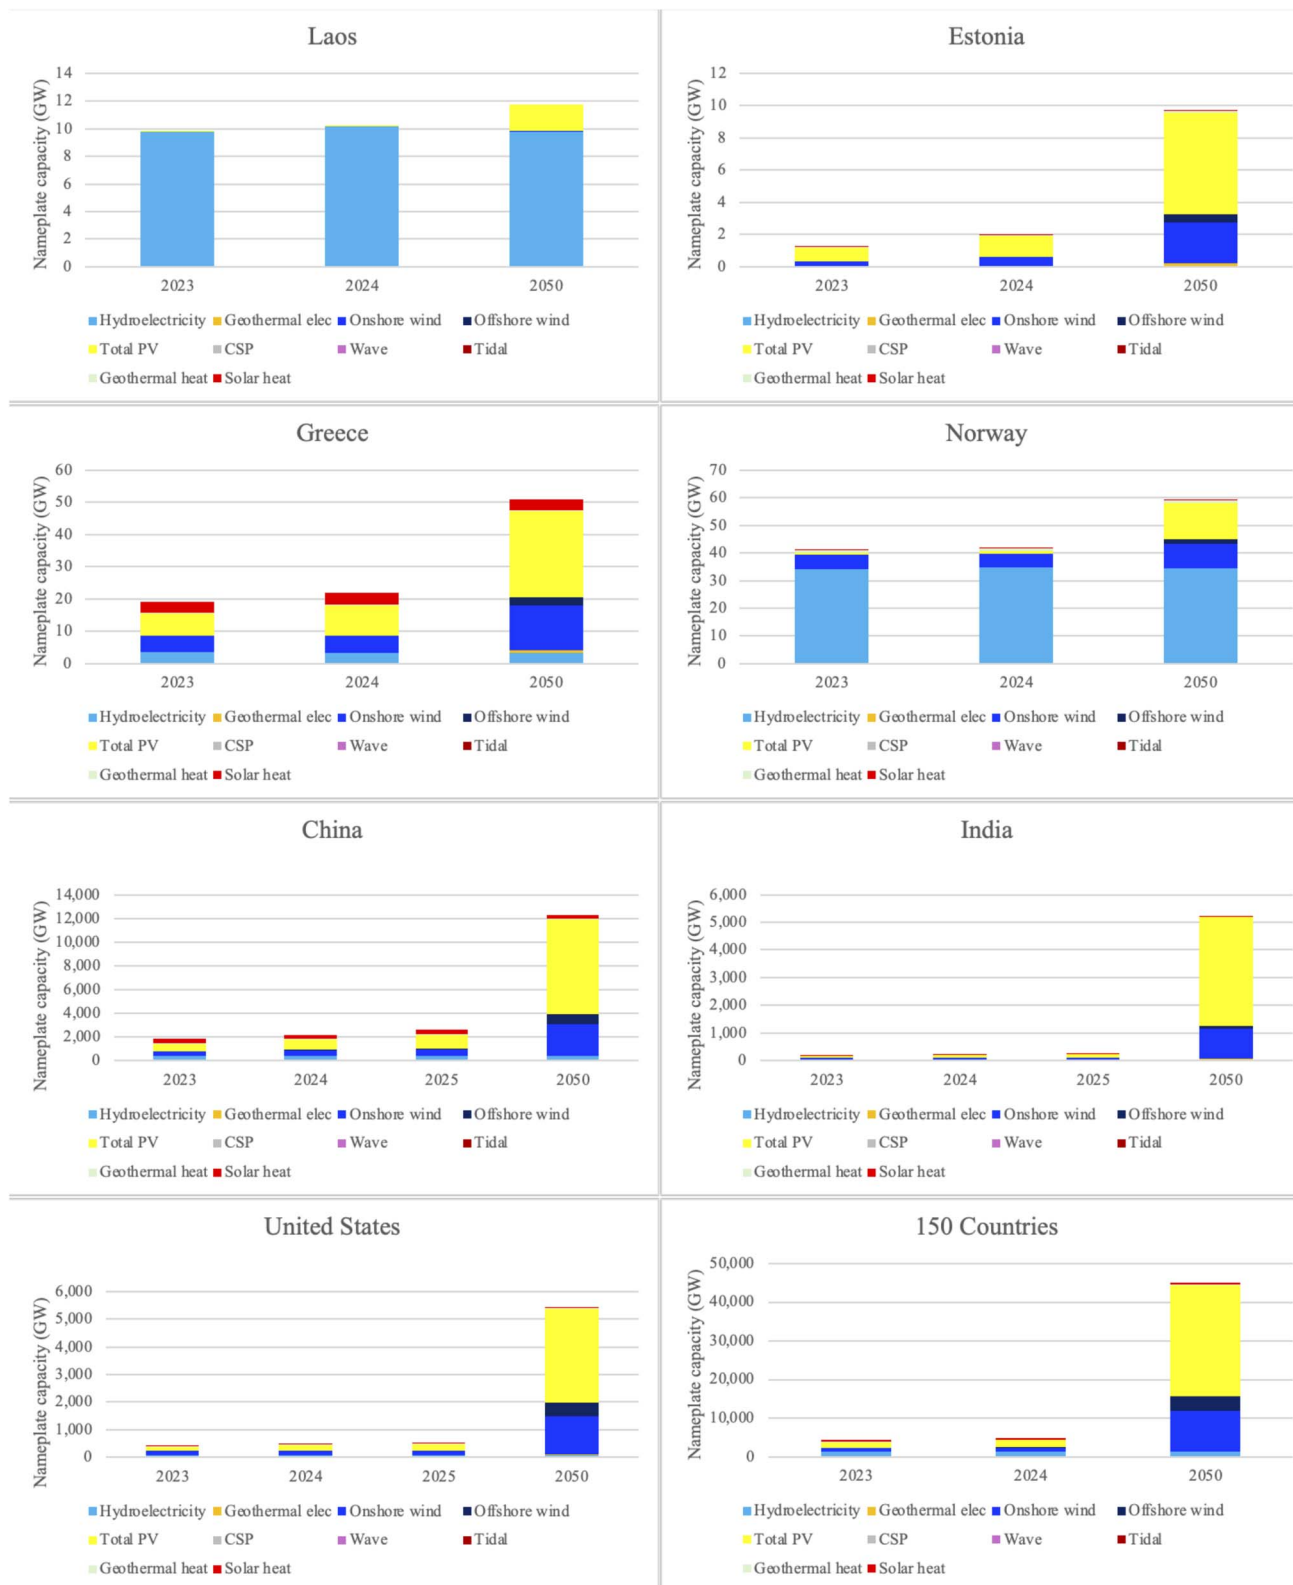 Laos
Nameplate capacity (GW)
14
12
10
8
6
4
2
0
2023 2024 2050
Hydroelectricity Geothermal elec Onshore wind Offshore wind
Total PV CSP Wave Tidal
Geothermal heat Solar heat
Estonia
Nameplate capacity (GW)
12
10
8
6
4
2
0
2023 2024 2050
Hydroelectricity Geothermal elec Onshore wind Offshore wind
Total PV CSP Wave Tidal
Geothermal heat Solar heat
Greece
Nameplate capacity (GW)
60
50
40
30
20
10
0
2023 2024 2050
Hydroelectricity Geothermal elec Onshore wind Offshore wind
Total PV CSP Wave Tidal
Geothermal heat Solar heat
Norway
Nameplate capacity (GW)
70
60
50
40
30
20
10
0
2023 2024 2050
Hydroelectricity Geothermal elec Onshore wind Offshore wind
Total PV CSP Wave Tidal
Geothermal heat Solar heat
China
Nameplate capacity (GW)
14,000
12,000
10,000
8,000
6,000
4,000
2,000
0
2023 2024 2025 2050
Hydroelectricity Geothermal elec Onshore wind Offshore wind
Total PV CSP Wave Tidal
Geothermal heat Solar heat
India
Nameplate capacity (GW)
6,000
5,000
4,000
3,000
2,000
1,000
0
2023 2024 2025 2050
Hydroelectricity Geothermal elec Onshore wind Offshore wind
Total PV CSP Wave Tidal
Geothermal heat Solar heat
United States
Nameplate capacity (GW)
6,000
5,000
4,000
3,000
2,000
1,000
0
2023 2024 2025 2050
Hydroelectricity Geothermal elec Onshore wind Offshore wind
Total PV CSP Wave Tidal
Geothermal heat Solar heat
150 Countries
Nameplate capacity (GW)
50,000
40,000
30,000
20,000
10,000
0
2023 2024 2050
Hydroelectricity Geothermal elec Onshore wind Offshore wind
Total PV CSP Wave Tidal
Geothermal heat Solar heat